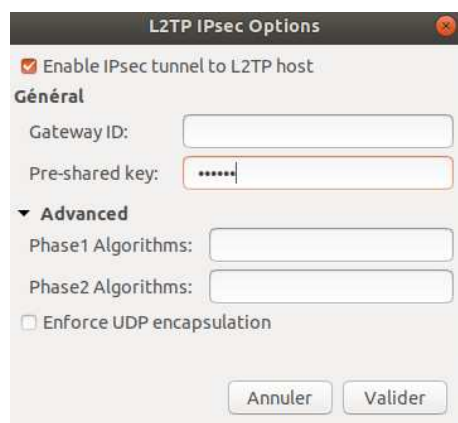 L2TP IPsec Options
Enable IPsec tunnel to L2TP host
Général
Gateway ID:
Pre-shared key: ••••••
Advanced
Phase1 Algorithms:
Phase2 Algorithms:
Enforce UDP encapsulation
Annuler Valider